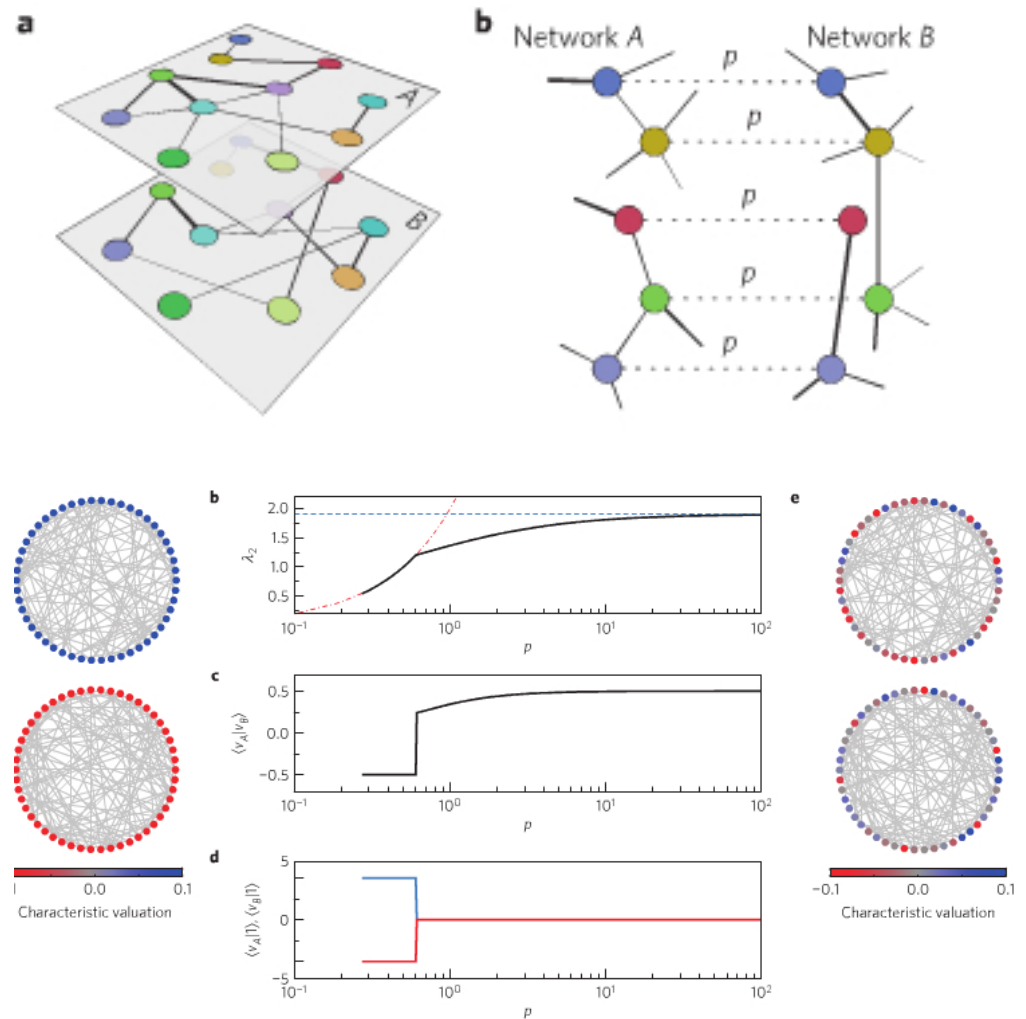 a
A
B
b
Network A
Network B
p
p
p
p
p
b
2.0
1.5
1.0
0.5
λ2
10⁻¹
10⁰
10¹
10²
p
c
0.5
0.0
−0.5
⟨vA|vB⟩
10⁻¹
10⁰
10¹
10²
p
d
5
0
−5
⟨vA|1⟩, ⟨vB|1⟩
10⁻¹
10⁰
10¹
10²
p
0.0
0.1
Characteristic valuation
e
−0.1
0.0
0.1
Characteristic valuation